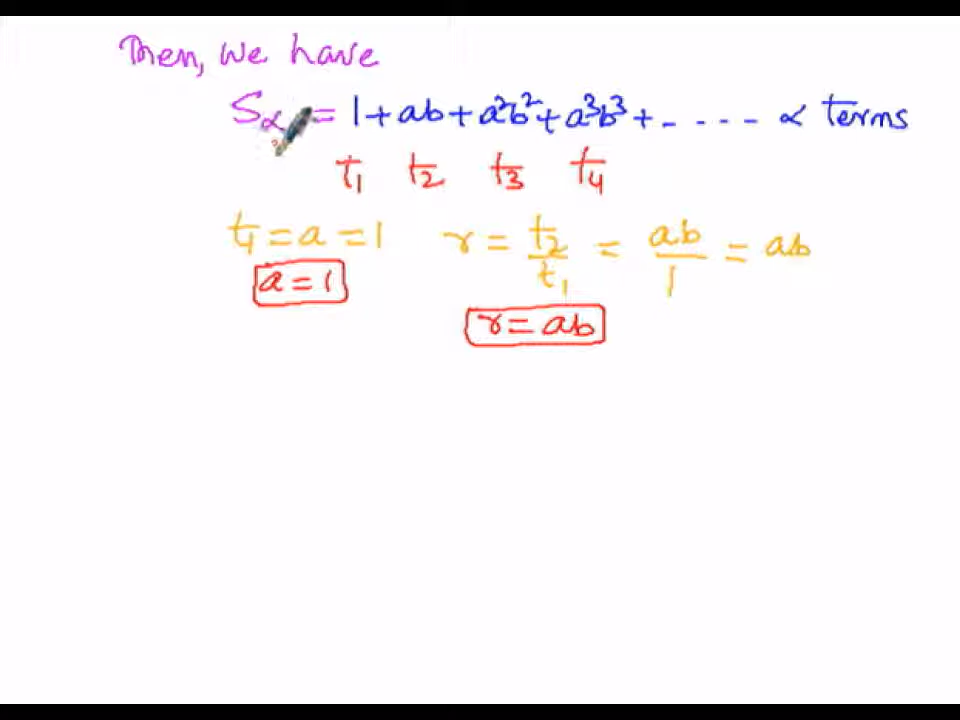 Then, we have
S∝ = 1 + ab + a²b² + a³b³ + - - - - - ∝ terms
t₁ t₂ t₃ t₄
t₁ = a = 1 r = t₂/t₁ = ab/1 = ab
a = 1
r = ab